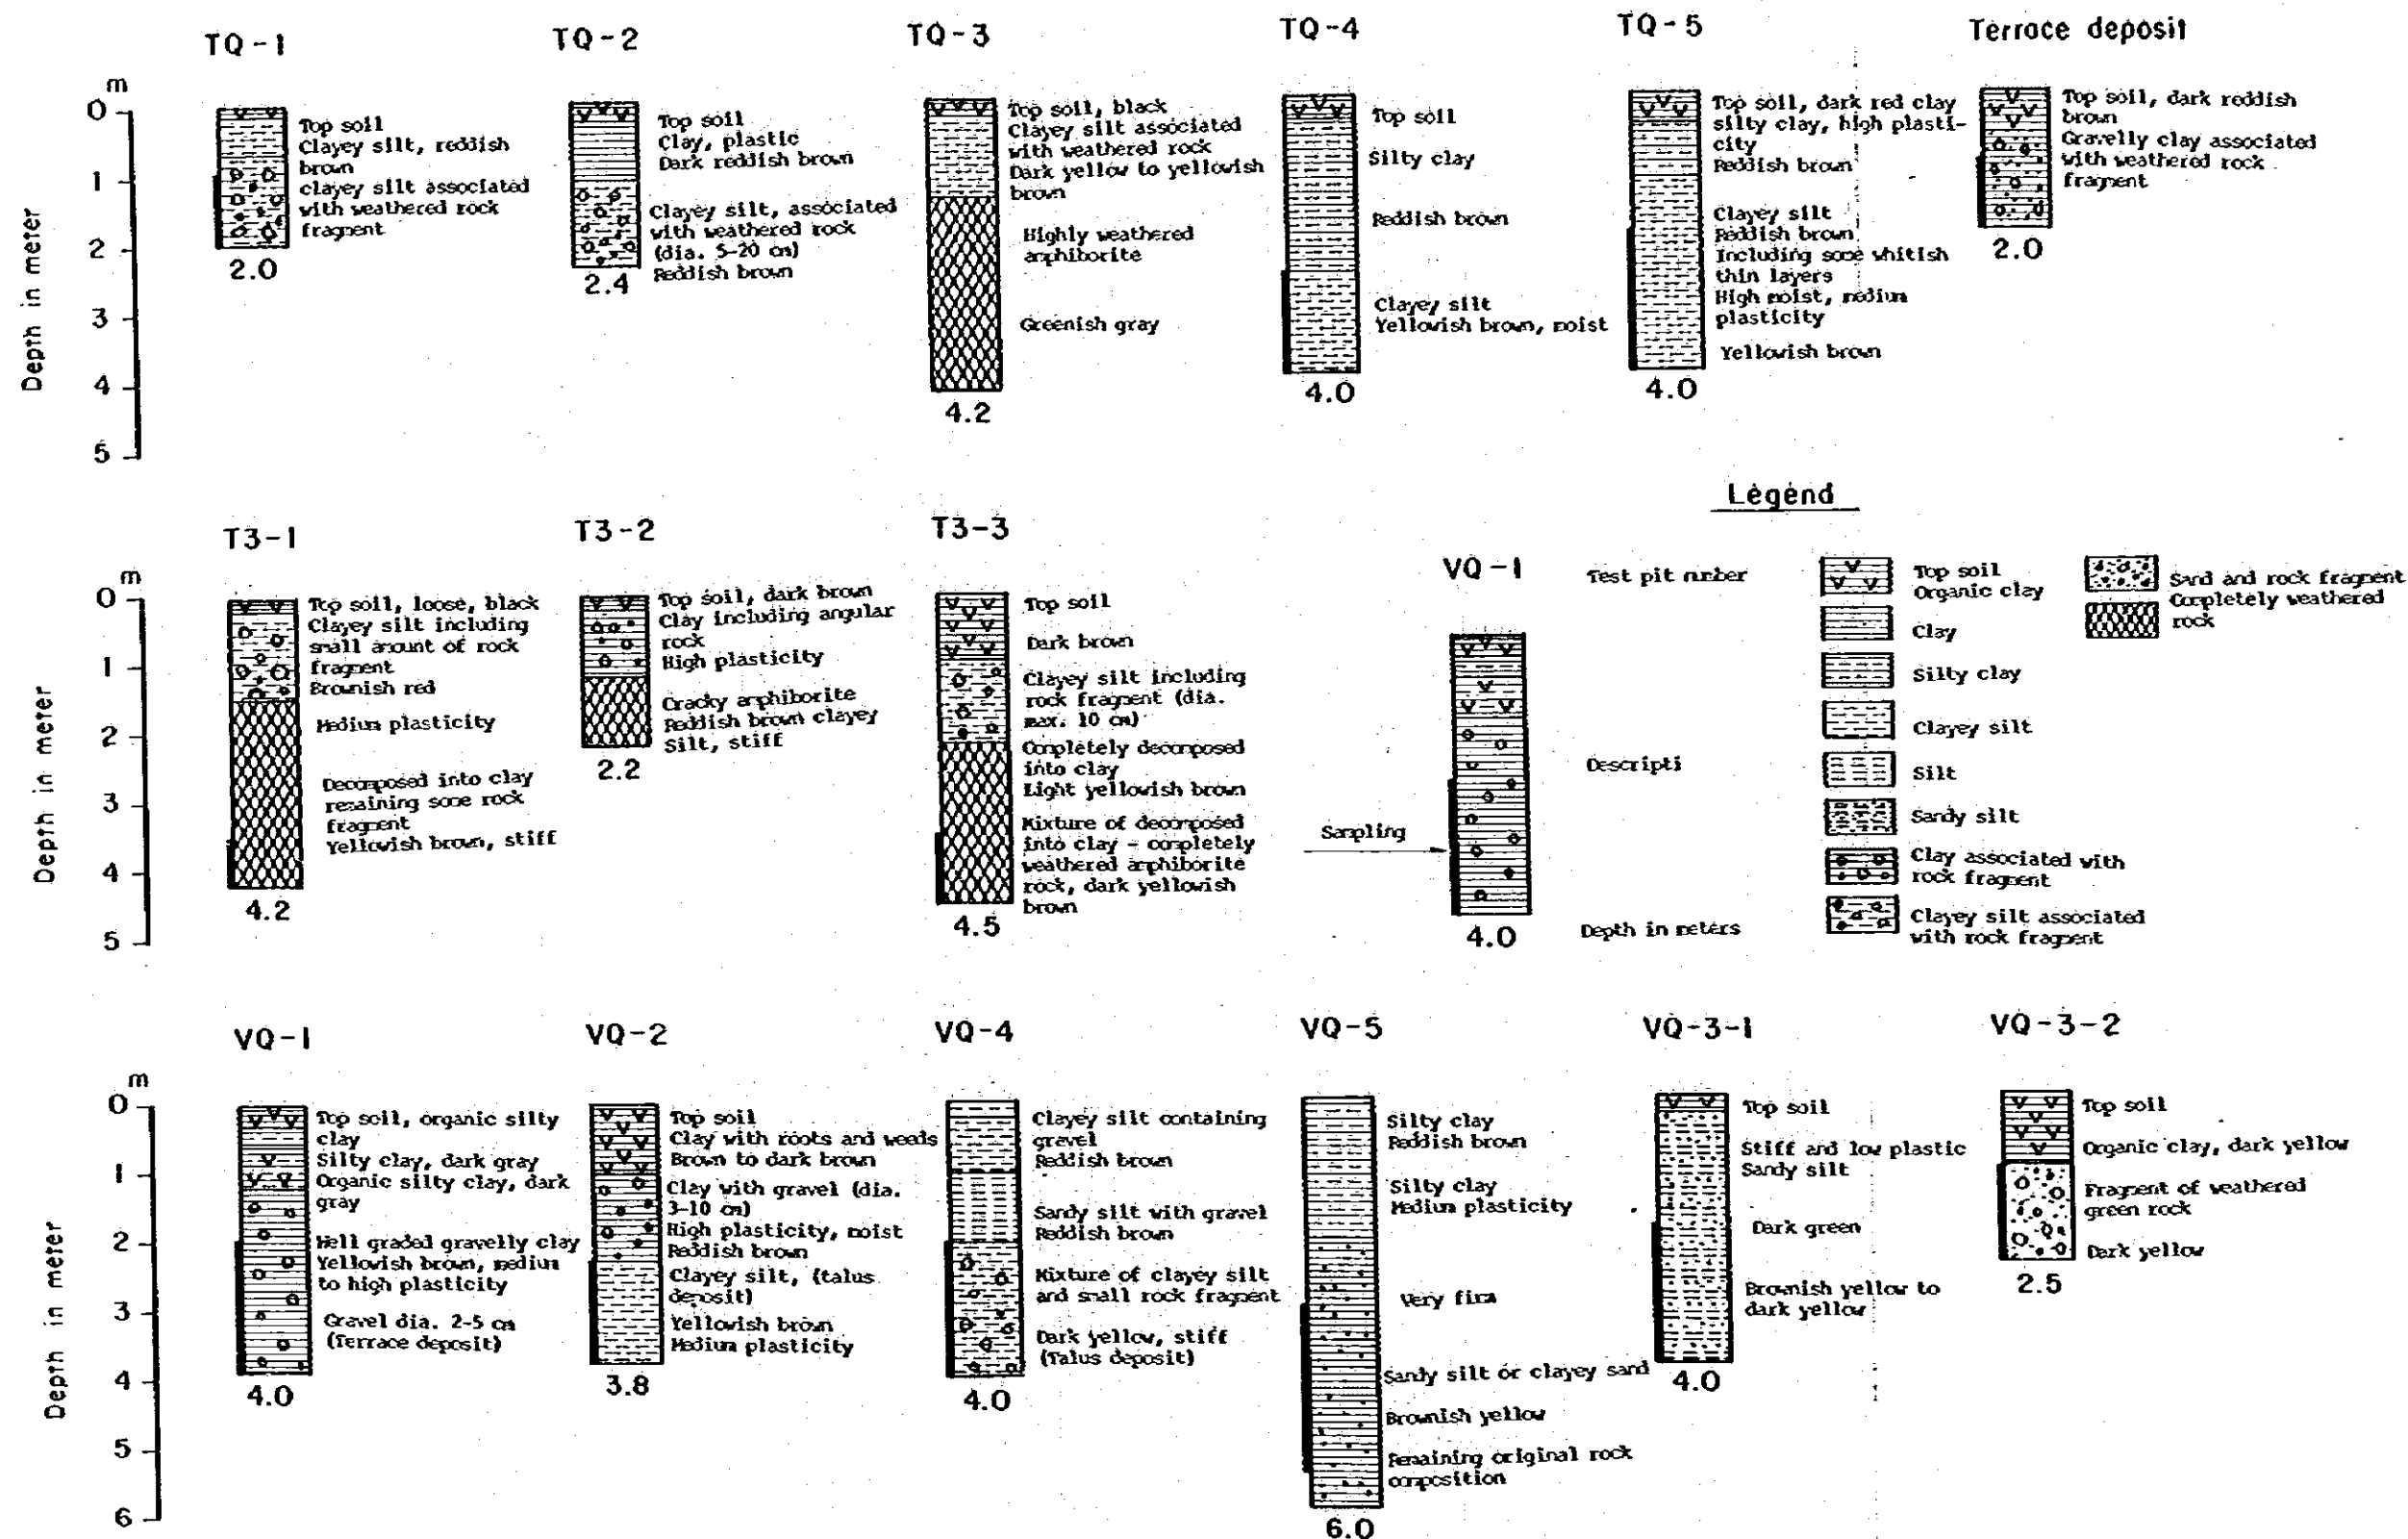 TQ-1
TQ-2
TQ-3
TQ-4
TQ-5
Terrace deposit
Depth in meter
m
0
1
2
3
4
5
Top soil
Clayey silt, reddish
brown
clayey silt associated
with weathered rock
fragment
2.0
Top soil
Clay, plastic
Dark reddish brown
Clayey silt, associated
with weathered rock
(dia. 5-20 cm)
Reddish brown
2.4
Top soil, black
Clayey silt associated
with weathered rock
Dark yellow to yellowish
brown
Highly weathered
amphiborite
Greenish gray
4.2
Top soil
Silty clay
Reddish brown
Clayey silt
Yellowish brown, moist
4.0
Top soil, dark red clay
silty clay, high plasti-
city
Reddish brown
Clayey silt
Reddish brown
Including some whitish
thin layers
High moist, medium
plasticity
Yellowish brown
4.0
Top soil, dark reddish
brown
Gravelly clay associated
with weathered rock
fragment
2.0
T3-1
T3-2
T3-3
Depth in meter
m
0
1
2
3
4
5
Top soil, loose, black
Clayey silt including
small amount of rock
fragment
Brownish red
Medium plasticity
Decomposed into clay
remaining some rock
fragment
Yellowish brown, stiff
4.2
Top soil, dark brown
Clay including angular
rock
High plasticity
Cracky amphiborite
Reddish brown clayey
Silt, stiff
2.2
Top soil
Dark brown
Clayey silt including
rock fragment (dia.
max. 10 cm)
Completely decomposed
into clay
Light yellowish brown
Mixture of decomposed
into clay - completely
weathered amphiborite
rock, dark yellowish
brown
4.5
Legend
VQ-1
Test pit number
Sampling
Descripti
4.0
Depth in meters
Top soil
Organic clay
Clay
Silty clay
Clayey silt
Silt
Sandy silt
Clay associated with
rock fragment
Clayey silt associated
with rock fragment
Sand and rock fragment
Completely weathered
rock
VQ-1
VQ-2
VQ-4
VQ-5
VQ-3-1
VQ-3-2
Depth in meter
m
0
1
2
3
4
5
6
Top soil, organic silty
clay
Silty clay, dark gray
Organic silty clay, dark
gray
Well graded gravelly clay
Yellowish brown, medium
to high plasticity
Gravel dia. 2-5 cm
(Terrace deposit)
4.0
Top soil
Clay with roots and weeds
Brown to dark brown
Clay with gravel (dia.
3-10 cm)
High plasticity, moist
Reddish brown
Clayey silt, (talus
deposit)
Yellowish brown
Medium plasticity
3.8
Clayey silt containing
gravel
Reddish brown
Sandy silt with gravel
Reddish brown
Mixture of clayey silt
and small rock fragment
Dark yellow, stiff
(Talus deposit)
4.0
Silty clay
Reddish brown
Silty clay
Medium plasticity
Very firm
Sandy silt or clayey sand
Brownish yellow
Remaining original rock
composition
6.0
Top soil
Stiff and low plastic
Sandy silt
Dark green
Brownish yellow to
dark yellow
4.0
Top soil
Organic clay, dark yellow
Fragment of weathered
green rock
Dark yellow
2.5